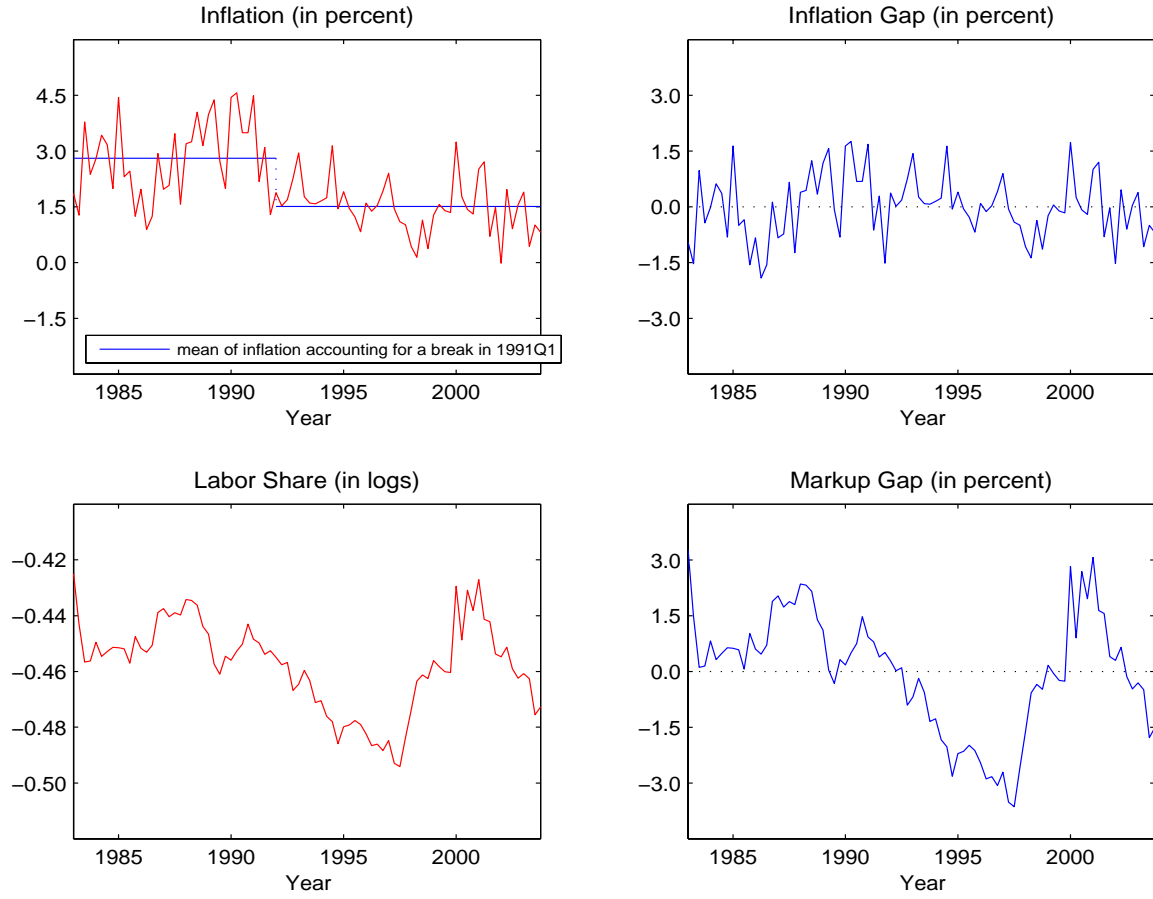 Inflation (in percent)
4.5
3.0
1.5
0.0
−1.5
mean of inflation accounting for a break in 1991Q1
1985 1990 1995 2000
Year
Inflation Gap (in percent)
3.0
1.5
0.0
−1.5
−3.0
1985 1990 1995 2000
Year
Labor Share (in logs)
−0.42
−0.44
−0.46
−0.48
−0.50
1985 1990 1995 2000
Year
Markup Gap (in percent)
3.0
1.5
0.0
−1.5
−3.0
1985 1990 1995 2000
Year